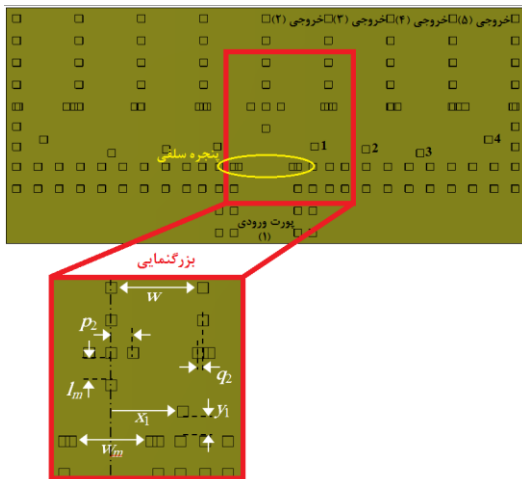 خروجی (۲) خروجی (۳) خروجی (۴) خروجی (۵)
1
2
3
4
پنجره سلفی
پورت ورودی
(۱)
بزرگنمایی
w
p2
q2
lm
x1
y1
wm